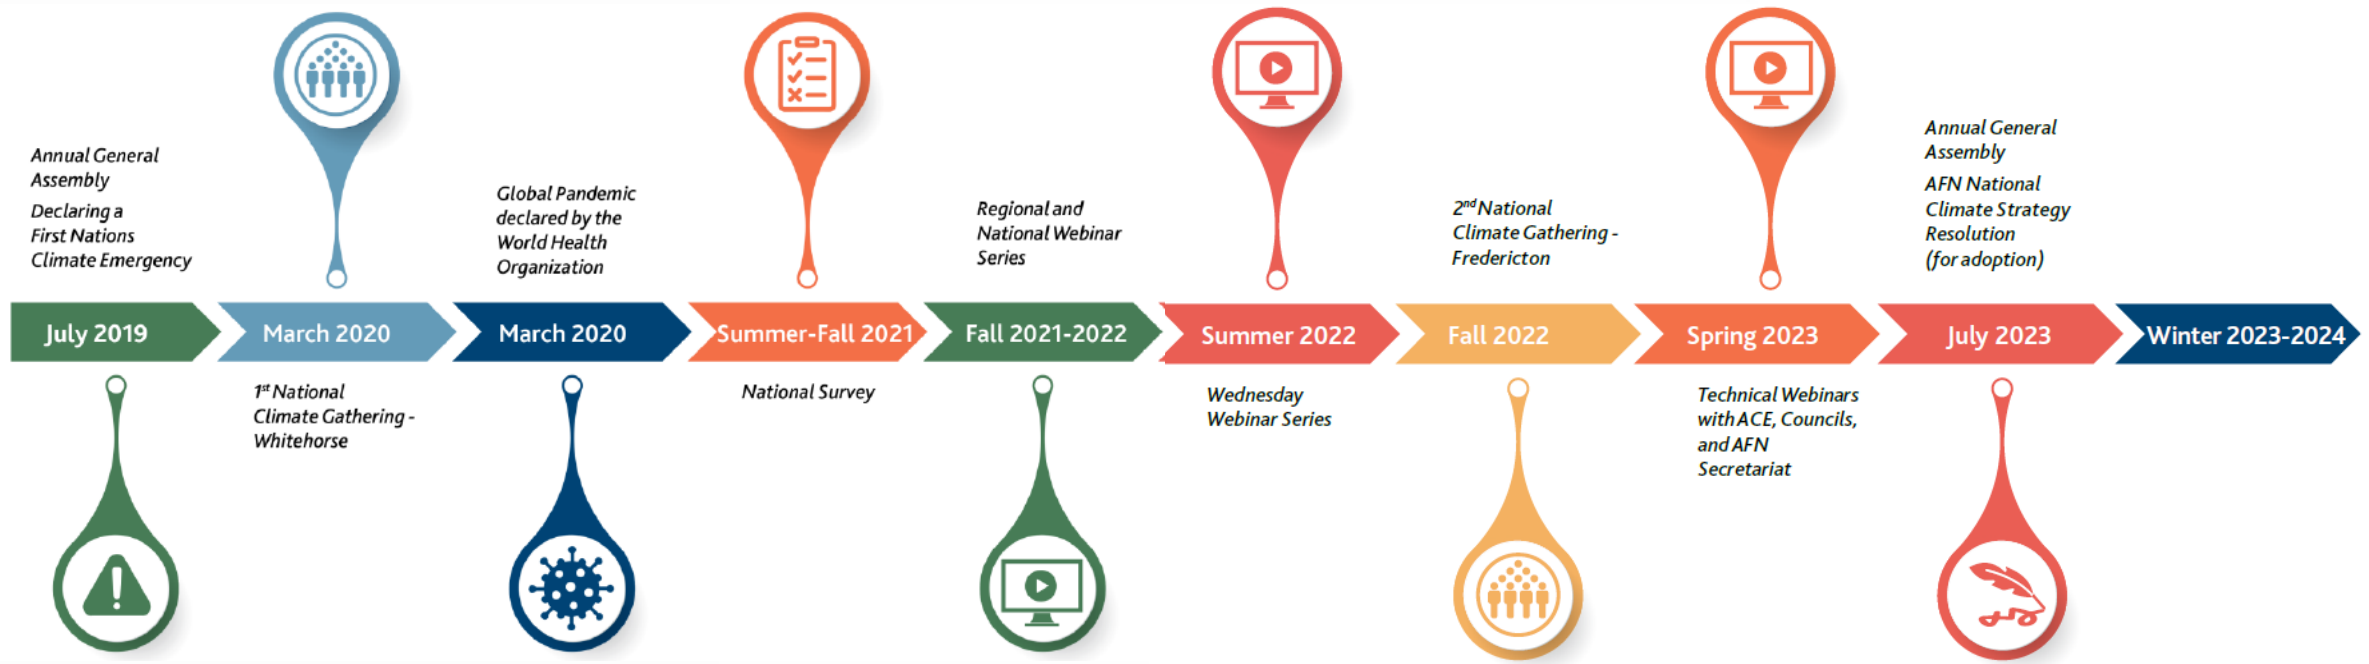 Annual General
Assembly
Declaring a
First Nations
Climate Emergency
July 2019
March 2020
1st National
Climate Gathering -
Whitehorse
Global Pandemic
declared by the
World Health
Organization
March 2020
Summer-Fall 2021
National Survey
Regional and
National Webinar
Series
Fall 2021-2022
Summer 2022
Wednesday
Webinar Series
2nd National
Climate Gathering -
Fredericton
Fall 2022
Spring 2023
Technical Webinars
with ACE, Councils,
and AFN
Secretariat
Annual General
Assembly
AFN National
Climate Strategy
Resolution
(for adoption)
July 2023
Winter 2023-2024